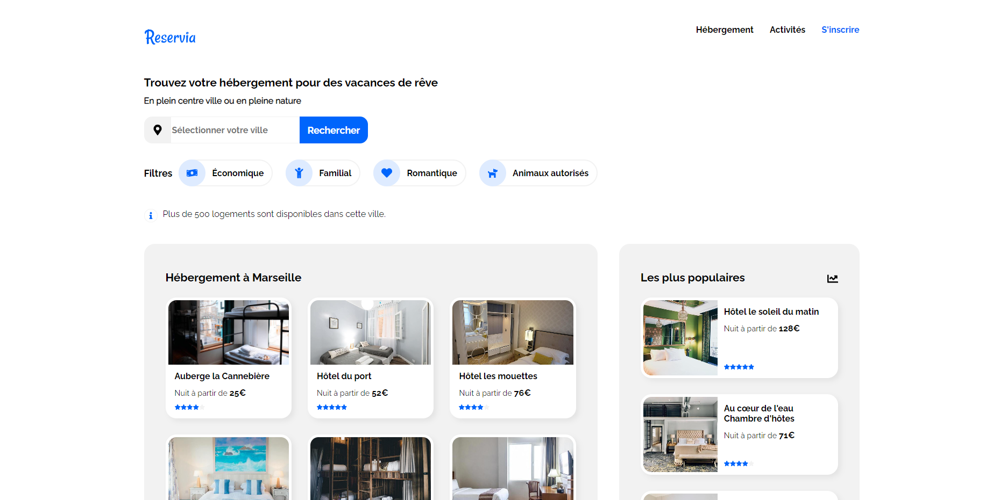 Reservia
Hébergement
Activités
S'inscrire
Trouvez votre hébergement pour des vacances de rêve
En plein centre ville ou en pleine nature
Sélectionner votre ville
Rechercher
Filtres
Économique
Familial
Romantique
Animaux autorisés
Plus de 500 logements sont disponibles dans cette ville.
Hébergement à Marseille
Auberge la Cannebière
Nuit à partir de 25€
Hôtel du port
Nuit à partir de 52€
Hôtel les mouettes
Nuit à partir de 76€
Les plus populaires
Hôtel le soleil du matin
Nuit à partir de 128€
Au cœur de l'eau
Chambre d'hôtes
Nuit à partir de 71€